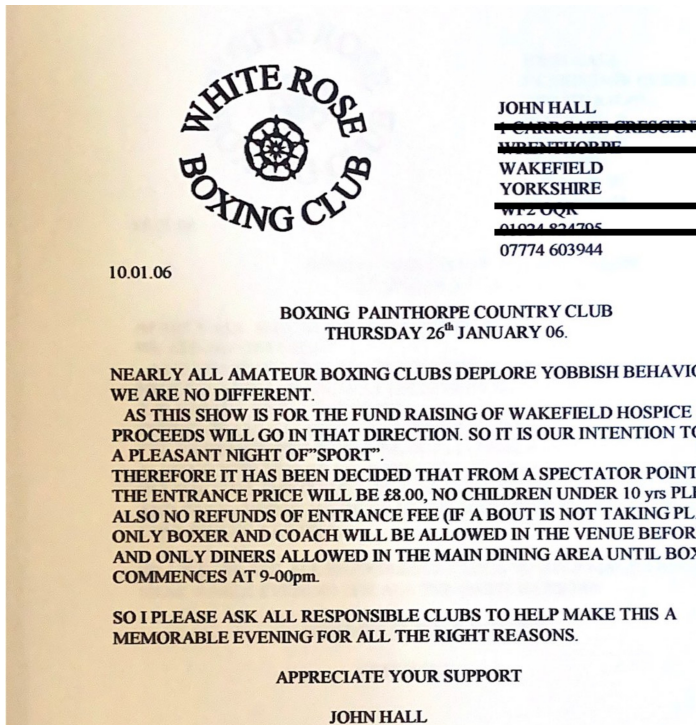 WHITE ROSE
BOXING CLUB
JOHN HALL
WAKEFIELD
YORKSHIRE
07774 603944
10.01.06
BOXING PAINTHORPE COUNTRY CLUB
THURSDAY 26th JANUARY 06.
NEARLY ALL AMATEUR BOXING CLUBS DEPLORE YOBBISH
WE ARE NO DIFFERENT.
AS THIS SHOW IS FOR THE FUND RAISING OF WAKEFIELD HOSPICE
PROCEEDS WILL GO IN THAT DIRECTION. SO IT IS OUR INTENTION
A PLEASANT NIGHT OF"SPORT".
THEREFORE IT HAS BEEN DECIDED THAT FROM A SPECTATOR POINT
THE ENTRANCE PRICE WILL BE £8.00, NO CHILDREN UNDER 10 yrs
ALSO NO REFUNDS OF ENTRANCE FEE (IF A BOUT IS NOT TAKING
ONLY BOXER AND COACH WILL BE ALLOWED IN THE VENUE
AND ONLY DINERS ALLOWED IN THE MAIN DINING AREA UNTIL
COMMENCES AT 9-00pm.
SO I PLEASE ASK ALL RESPONSIBLE CLUBS TO HELP MAKE THIS A
MEMORABLE EVENING FOR ALL THE RIGHT REASONS.
APPRECIATE YOUR SUPPORT
JOHN HALL